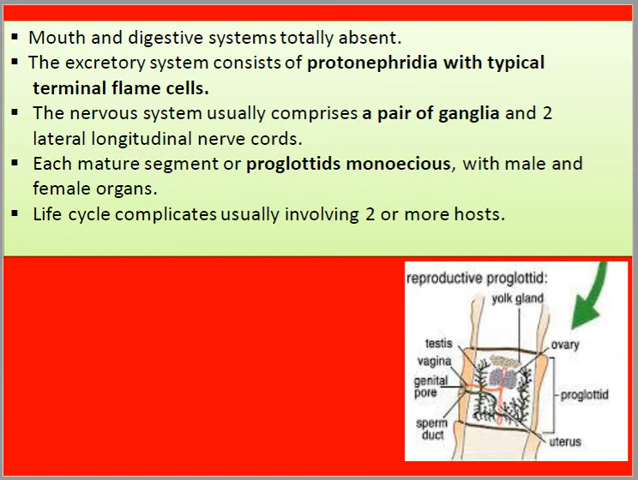 ▪ Mouth and digestive systems totally absent.
▪ The excretory system consists of protonephridia with typical
terminal flame cells.
▪ The nervous system usually comprises a pair of ganglia and 2
lateral longitudinal nerve cords.
▪ Each mature segment or proglottids monoecious, with male and
female organs.
▪ Life cycle complicates usually involving 2 or more hosts.
reproductive proglottid:
yolk gland
testis
ovary
vagina
genital
pore
proglottid
sperm
duct
uterus